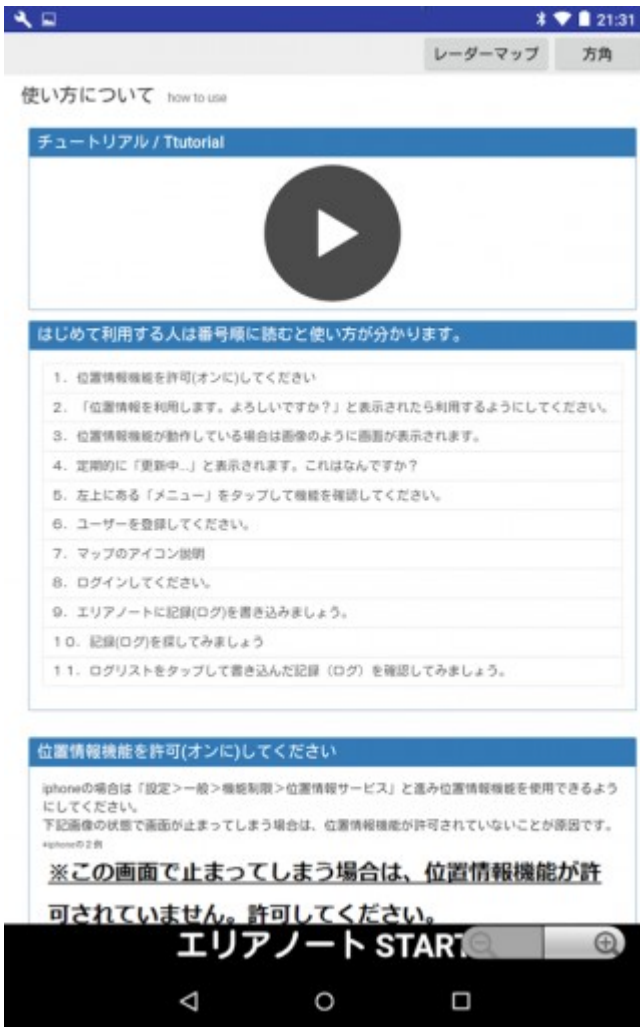 21:31
レーダーマップ 方角
使い方について how to use
チュートリアル / Ttutorial
はじめて利用する人は番号順に読むと使い方が分かります。
1. 位置情報機能を許可(オンに)してください
2. 「位置情報を利用します。よろしいですか？」と表示されたら利用するようにしてください。
3. 位置情報機能が動作している場合は画像のように画面が表示されます。
4. 定期的に「更新中...」と表示されます。これはなんですか？
5. 左上にある「メニュー」をタップして機能を確認してください。
6. ユーザーを登録してください。
7. マップのアイコン説明
8. ログインしてください。
9. エリアノートに記録(ログ)を書き込みましょう。
10. 記録(ログ)を探してみましょう
11. ログリストをタップして書き込んだ記録（ログ）を確認してみましょう。
位置情報機能を許可(オンに)してください
iphoneの場合は「設定＞一般＞機能制限＞位置情報サービス」と進み位置情報機能を使用できるよう
にしてください。
下記画像の状態で画面が止まってしまう場合は、位置情報機能が許可されていないことが原因です。
*iphoneの２例
※この画面で止まってしまう場合は、位置情報機能が許
可されていません。許可してください。
エリアノート START